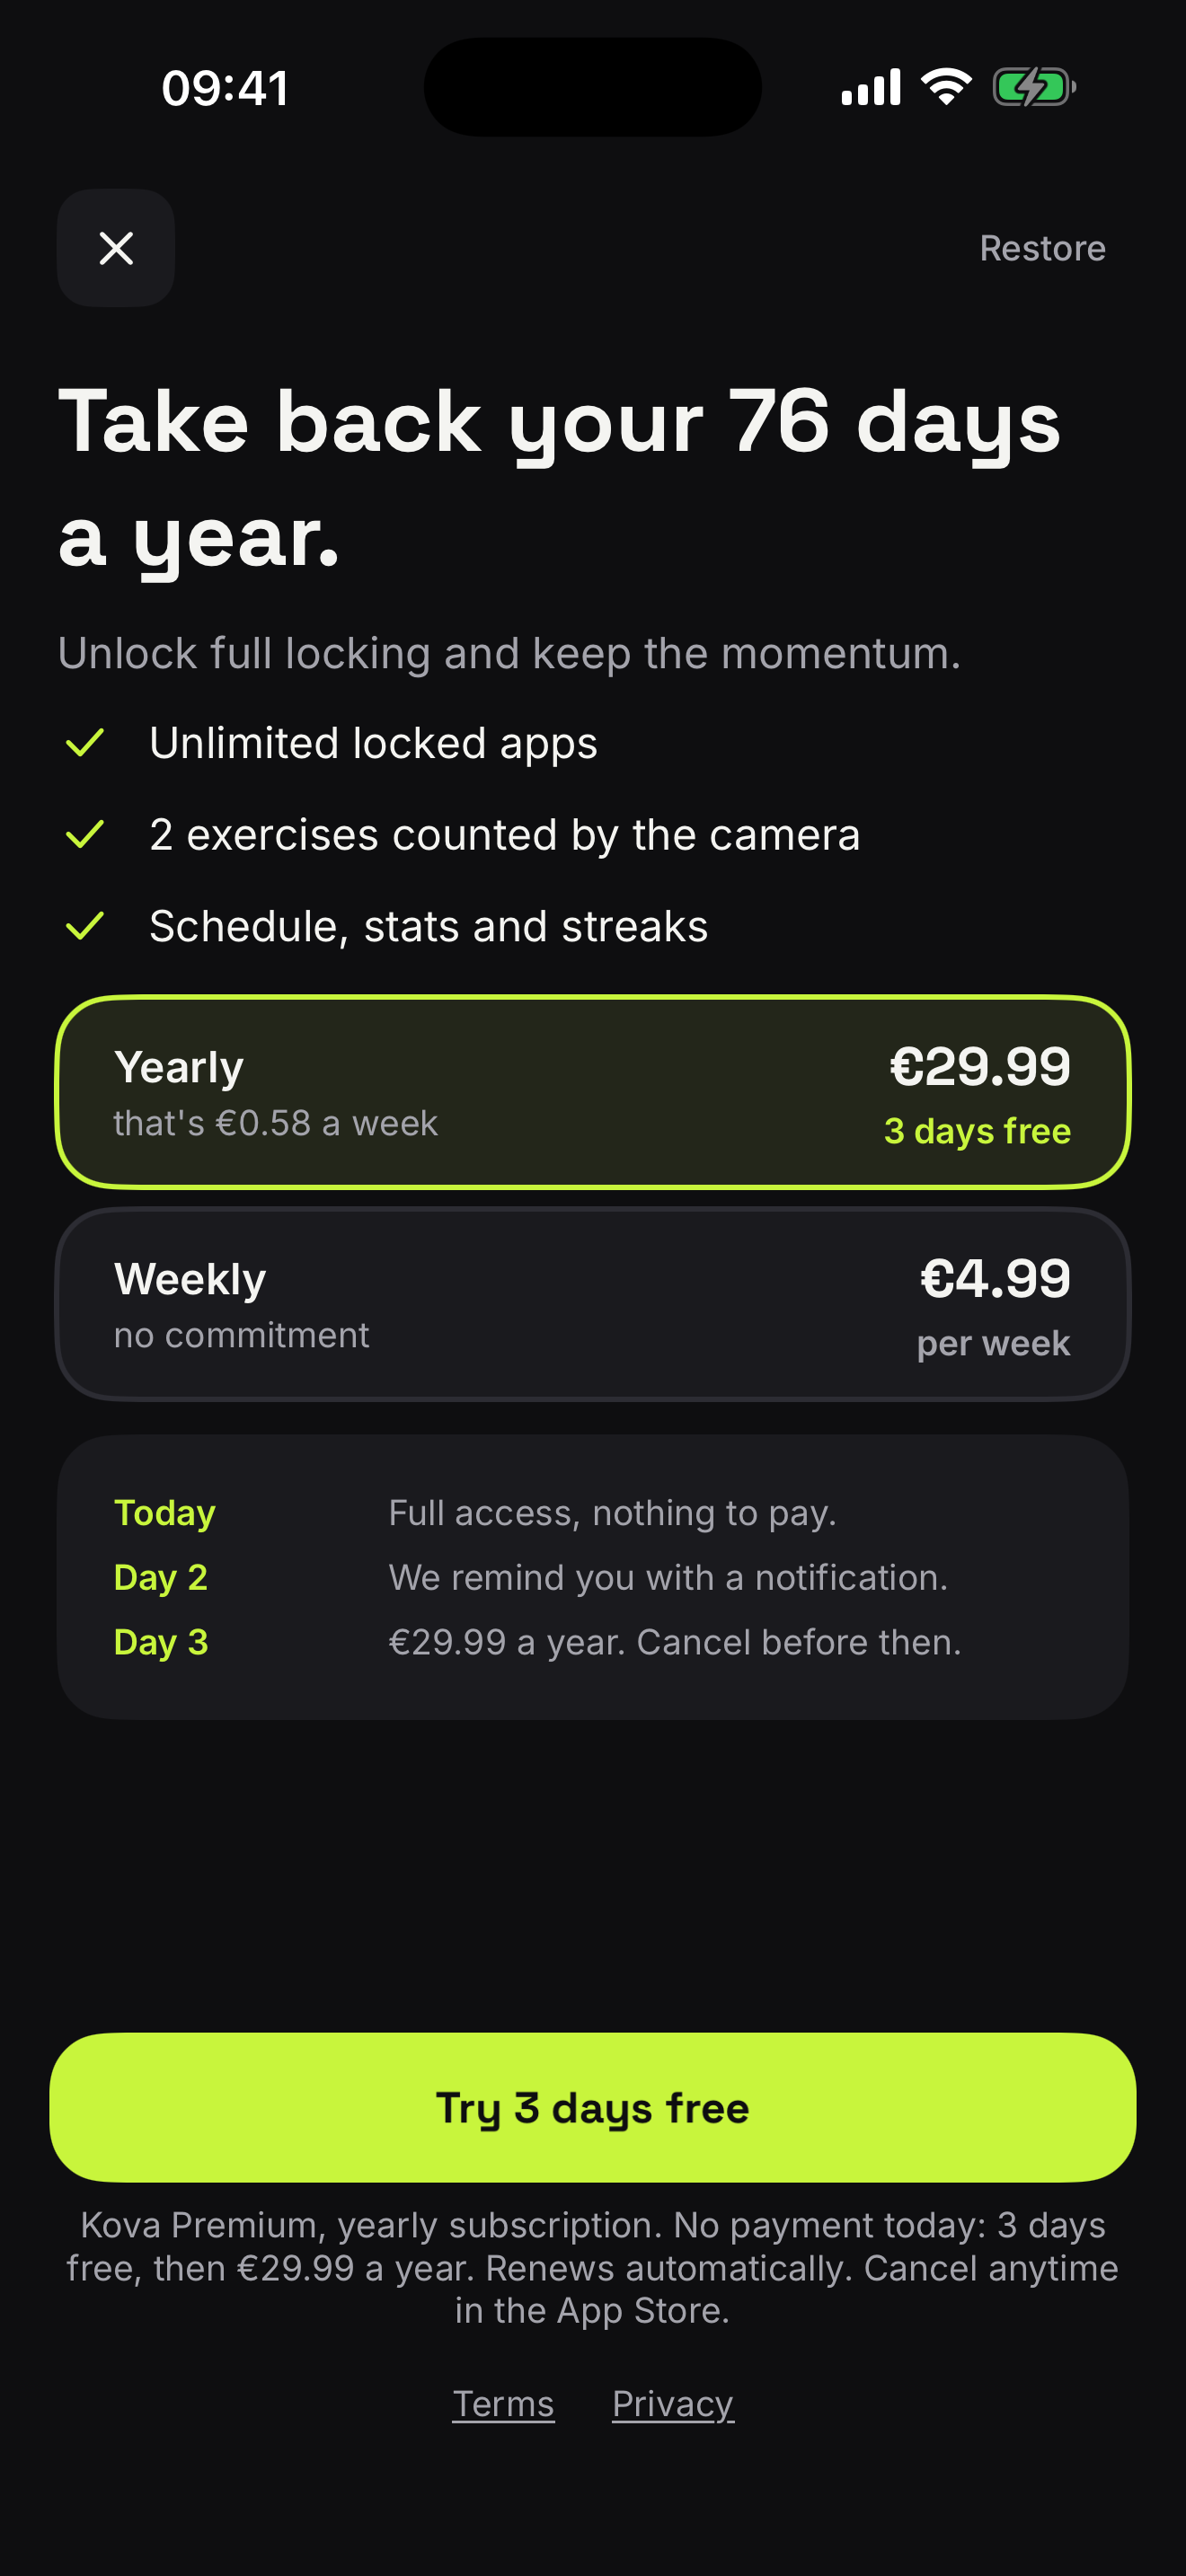 09:41
Restore
Take back your 76 days
a year.
Unlock full locking and keep the momentum.
Unlimited locked apps
2 exercises counted by the camera
Schedule, stats and streaks
Yearly
€29.99
that's €0.58 a week
3 days free
Weekly
€4.99
no commitment
per week
Today Full access, nothing to pay.
Day 2 We remind you with a notification.
Day 3 €29.99 a year. Cancel before then.
Try 3 days free
Kova Premium, yearly subscription. No payment today: 3 days
free, then €29.99 a year. Renews automatically. Cancel anytime
in the App Store.
Terms Privacy